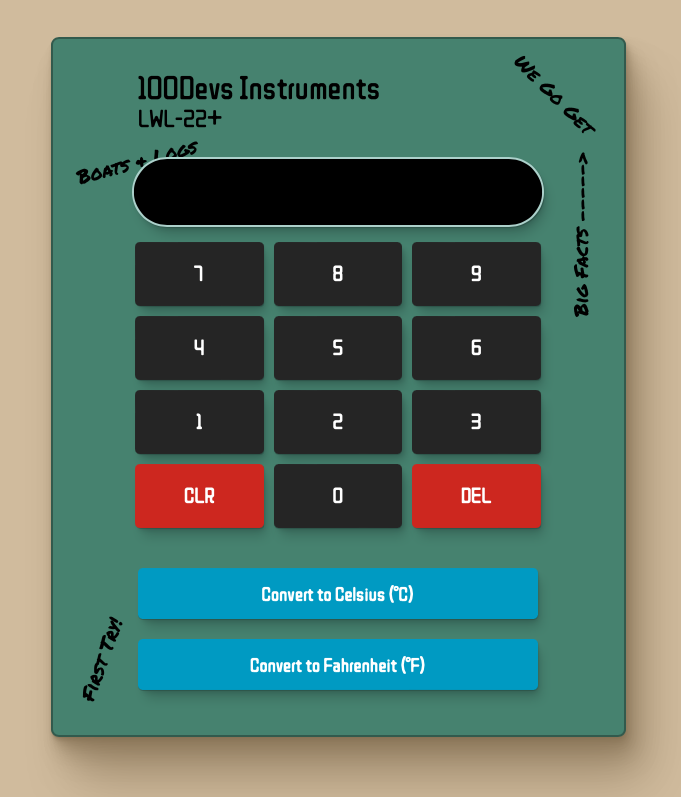 We Go Get
100Devs Instruments
LWL-22+
Boats & Logs
Big Facts ------>
7 8 9
4 5 6
1 2 3
CLR 0 DEL
Convert to Celsius (°C)
First Try!
Convert to Fahrenheit (°F)